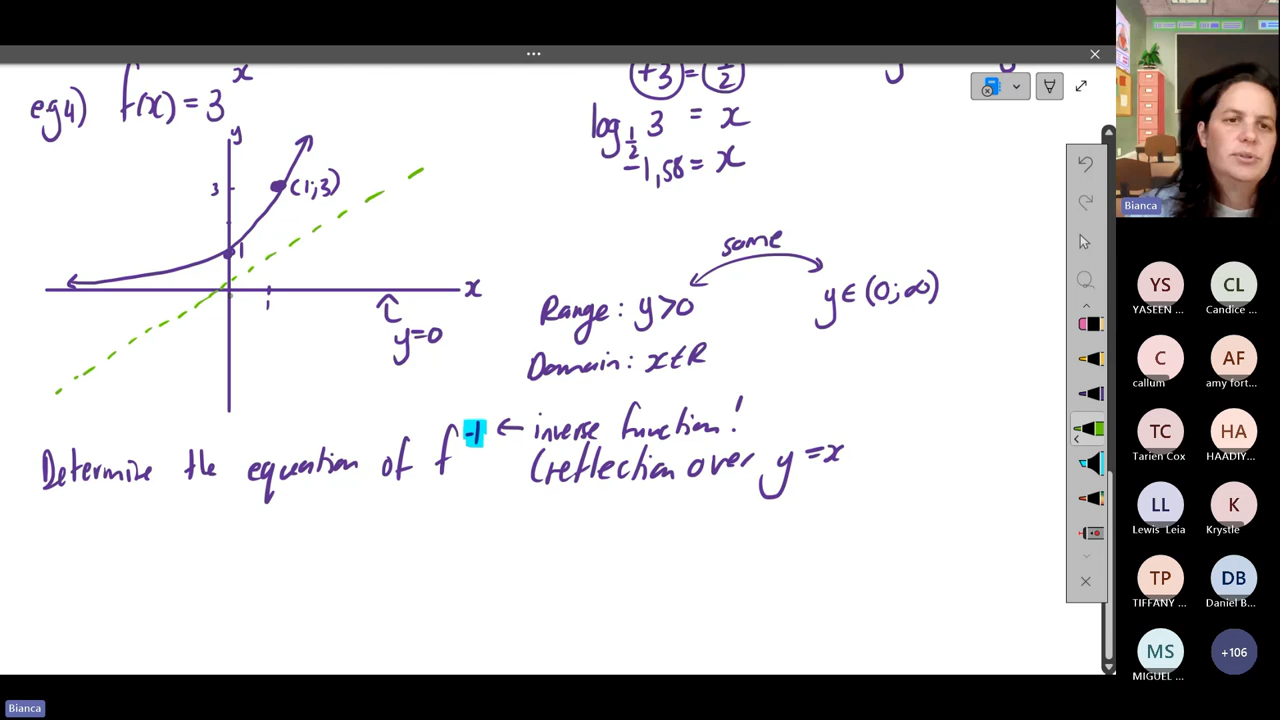 eg4) f(x) = 3^x
y
3
(1;3)
1
x
1
y=0
+3 = (1/2
log_{1/2} 3 = x
-1,58 = x
same
Range: y>0
y ∈ (0;∞)
Domain: x∈R
Determine the equation of f^{-1} ← inverse function!
(reflection over y=x
Bianca
YASEEN ...
Candice ...
callum
amy fort...
Tarien Cox
HAADIY...
Lewis Leia
Krystle
TIFFANY ...
Daniel B...
MIGUEL ...
YS
CL
C
AF
TC
HA
LL
K
TP
DB
MS
+106
Bianca